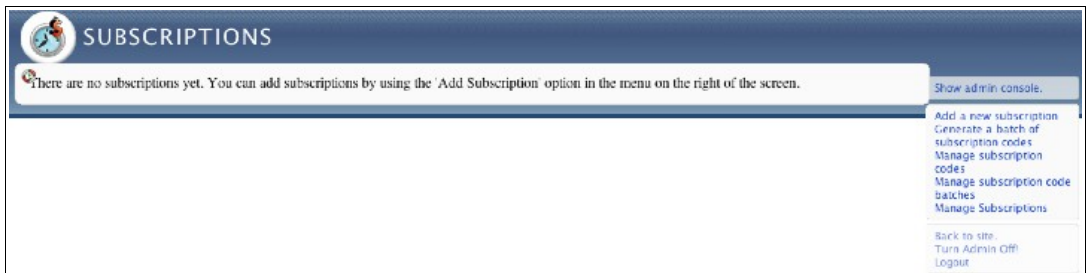 SUBSCRIPTIONS
There are no subscriptions yet. You can add subscriptions by using the 'Add Subscription' option in the menu on the right of the screen.
Show admin console.
Add a new subscription
Generate a batch of
subscription codes
Manage subscription
codes
Manage subscription code
batches
Manage Subscriptions
Back to site.
Turn Admin Off!
Logout